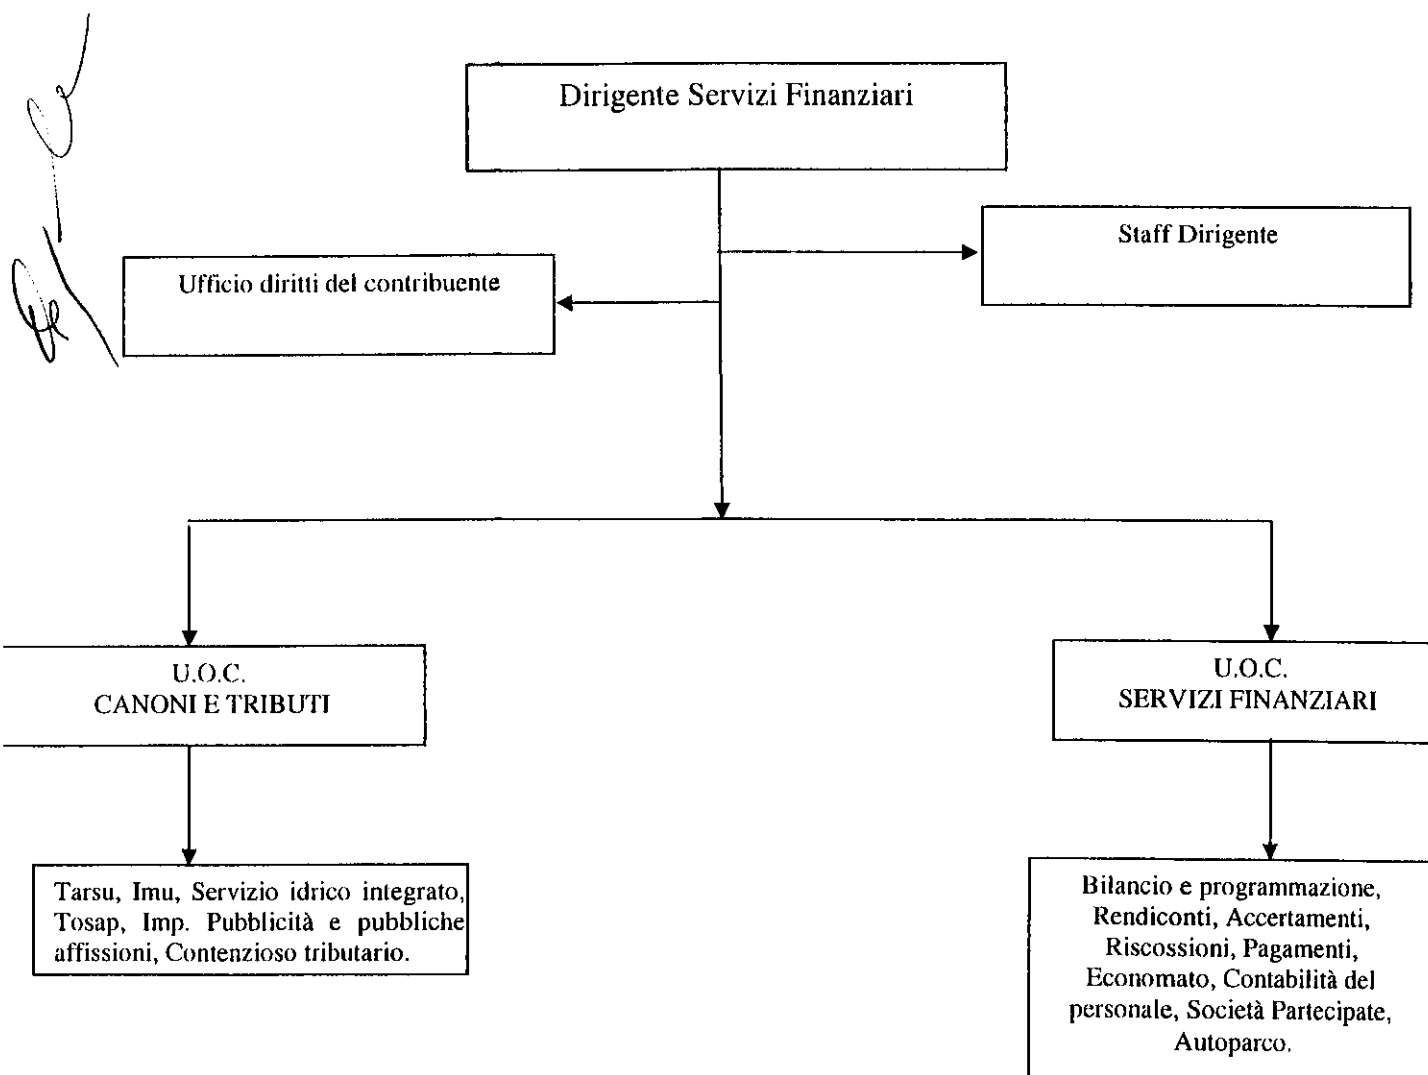 Dirigente Servizi Finanziari
Staff Dirigente
Ufficio diritti del contribuente
U.O.C.
CANONI E TRIBUTI
U.O.C.
SERVIZI FINANZIARI
Tarsu, Imu, Servizio idrico integrato,
Tosap, Imp. Pubblicità e pubbliche
affissioni, Contenzioso tributario.
Bilancio e programmazione,
Rendiconti, Accertamenti,
Riscossioni, Pagamenti,
Economato, Contabilità del
personale, Società Partecipate,
Autoparco.